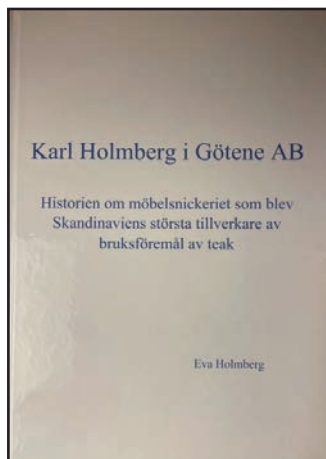 Karl Holmberg i Götene AB
Historien om möbelsnickeriet som blev
Skandinaviens största tillverkare av
bruksföremål av teak
Eva Holmberg